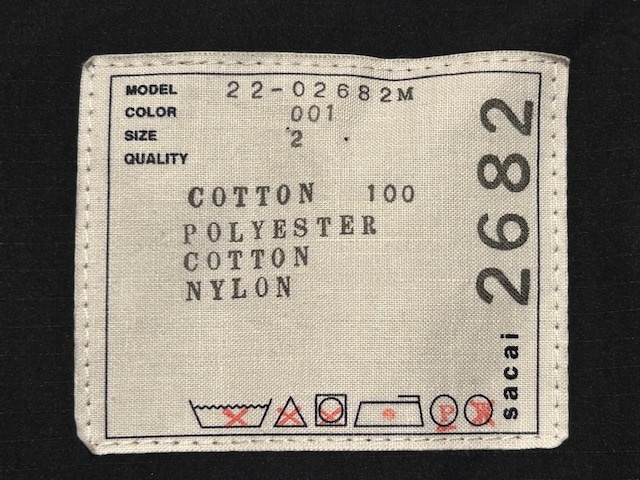 MODEL 22-02682M
COLOR 001
SIZE 2
QUALITY
COTTON 100
POLYESTER
COTTON
NYLON
P W
sacai 2682